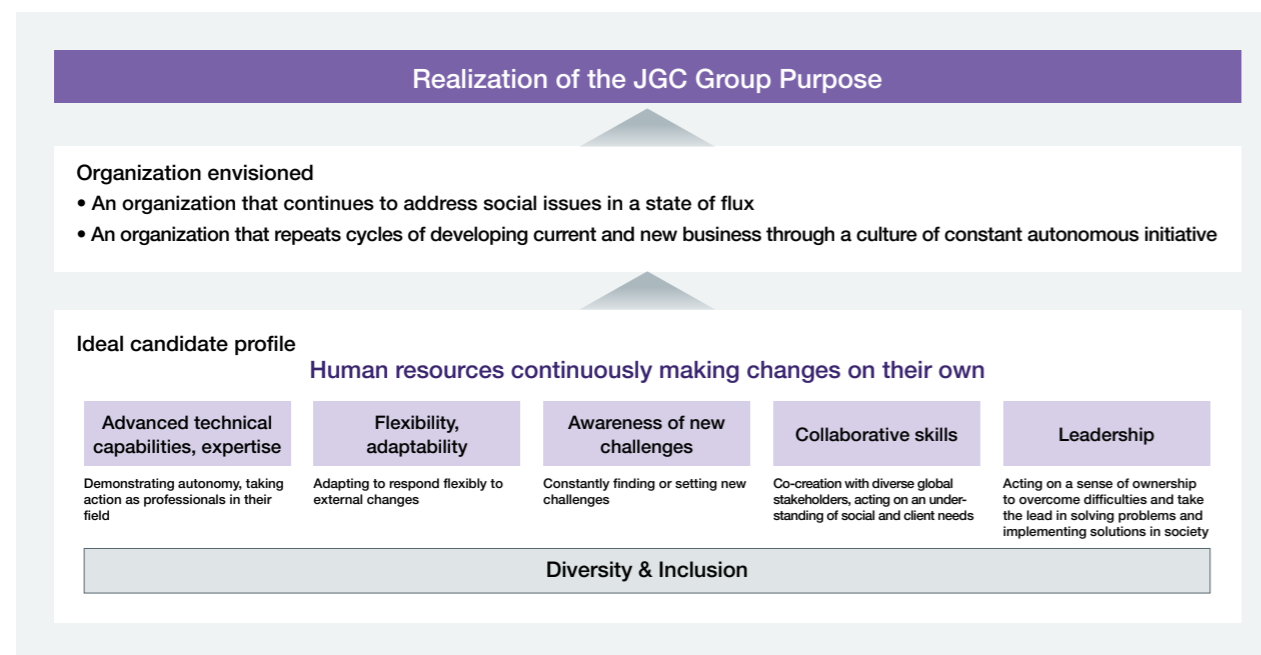 Realization of the JGC Group Purpose
Organization envisioned
• An organization that continues to address social issues in a state of flux
• An organization that repeats cycles of developing current and new business through a culture of constant autonomous initiative
Ideal candidate profile
Human resources continuously making changes on their own
Advanced technical
capabilities, expertise
Demonstrating autonomy, taking
action as professionals in their
field
Flexibility,
adaptability
Adapting to respond flexibly to
external changes
Awareness of new
challenges
Constantly finding or setting new
challenges
Collaborative skills
Co-creation with diverse global
stakeholders, acting on an under-
standing of social and client needs
Leadership
Acting on a sense of ownership
to overcome difficulties and take
the lead in solving problems and
implementing solutions in society
Diversity & Inclusion